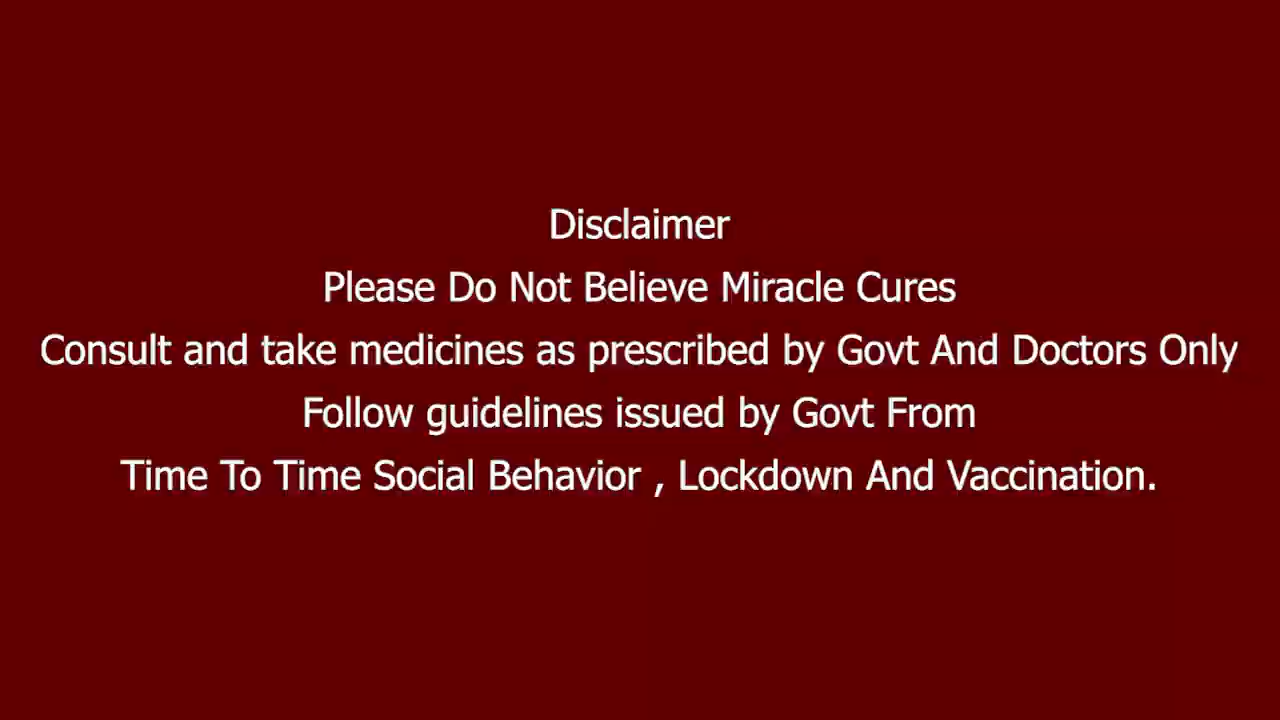 Disclaimer
Please Do Not Believe Miracle Cures
Consult and take medicines as prescribed by Govt And Doctors Only
Follow guidelines issued by Govt From
Time To Time Social Behavior , Lockdown And Vaccination.